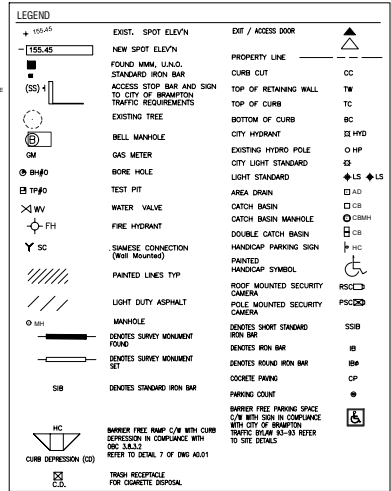 LEGEND
+ 155.45 EXIST. SPOT ELEV'N
155.45 NEW SPOT ELEV'N
FOUND MMM, U.N.O.
STANDARD IRON BAR
(SS) ACCESS STOP BAR AND SIGN
TO CITY OF BRAMPTON
TRAFFIC REQUIREMENTS
EXISTING TREE
B BELL MANHOLE
GM GAS METER
BH#0 BORE HOLE
TP#0 TEST PIT
WV WATER VALVE
FH FIRE HYDRANT
SC SIAMESE CONNECTION
(Wall Mounted)
PAINTED LINES TYP
LIGHT DUTY ASPHALT
MH MANHOLE
DENOTES SURVEY MONUMENT
FOUND
DENOTES SURVEY MONUMENT
SET
SIB DENOTES STANDARD IRON BAR
HC
CURB DEPRESSION (CD)
BARRIER FREE RAMP C/W WITH CURB
DEPRESSION IN COMPLIANCE WITH
OBC 3.8.3.2
REFER TO DETAIL 7 OF DWG A0.01
C.D. TRASH RECEPTACLE
FOR CIGARETTE DISPOSAL
EXIT / ACCESS DOOR
PROPERTY LINE
CURB CUT CC
TOP OF RETAINING WALL TW
TOP OF CURB TC
BOTTOM OF CURB BC
CITY HYDRANT HYD
EXISTING HYDRO POLE HP
CITY LIGHT STANDARD
LIGHT STANDARD LS LS
AREA DRAIN AD
CATCH BASIN CB
CATCH BASIN MANHOLE CBMH
DOUBLE CATCH BASIN CB
HANDICAP PARKING SIGN HC
PAINTED
HANDICAP SYMBOL
ROOF MOUNTED SECURITY
CAMERA RSC
POLE MOUNTED SECURITY
CAMERA PSC
DENOTES SHORT STANDARD
IRON BAR SSIB
DENOTES IRON BAR IB
DENOTES ROUND IRON BAR IBø
COCRETE PAVING CP
PARKING COUNT
BARRIER FREE PARKING SPACE
C/W WITH SIGN IN COMPLIANCE
WITH CITY OF BRAMPTON
TRAFFIC BYLAW 93-93 REFER
TO SITE DETAILS